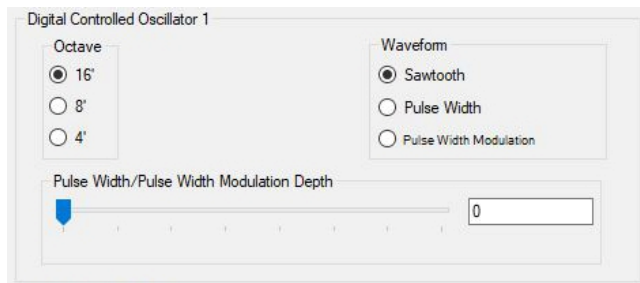 Digital Controlled Oscillator 1
Octave
16'
8'
4'
Waveform
Sawtooth
Pulse Width
Pulse Width Modulation
Pulse Width/Pulse Width Modulation Depth
0